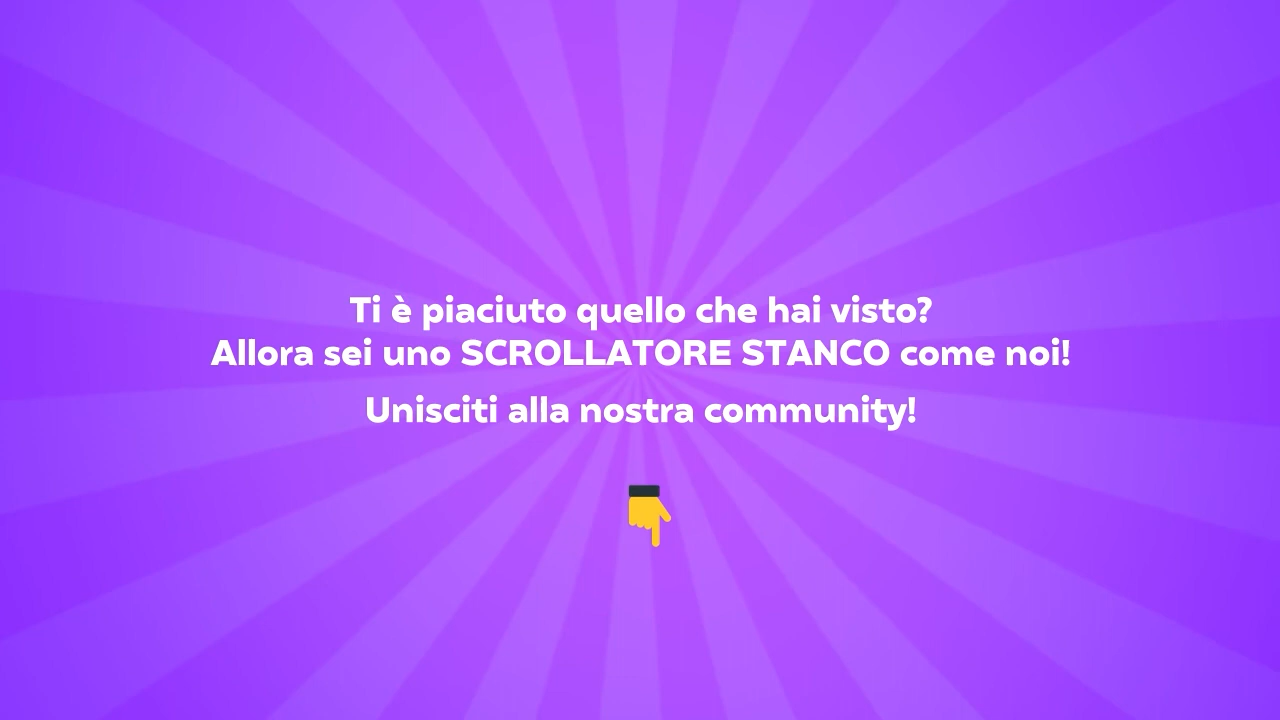 Ti è piaciuto quello che hai visto?
Allora sei uno SCROLLATORE STANCO come noi!
Unisciti alla nostra community!